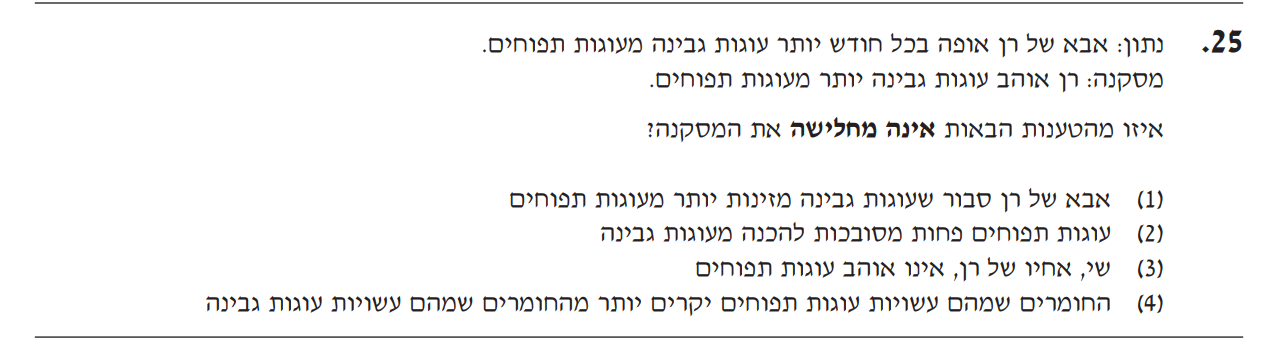 25. נתון: אבא של רן אופה בכל חודש יותר עוגות גבינה מעוגות תפוחים.
מסקנה: רן אוהב עוגות גבינה יותר מעוגות תפוחים.
איזו מהטענות הבאות אינה מחלישה את המסקנה?
(1) אבא של רן סבור שעוגות גבינה מזינות יותר מעוגות תפוחים
(2) עוגות תפוחים פחות מסובכות להכנה מעוגות גבינה
(3) שי, אחיו של רן, אינו אוהב עוגות תפוחים
(4) החומרים שמהם עשויות עוגות תפוחים יקרים יותר מהחומרים שמהם עשויות עוגות גבינה